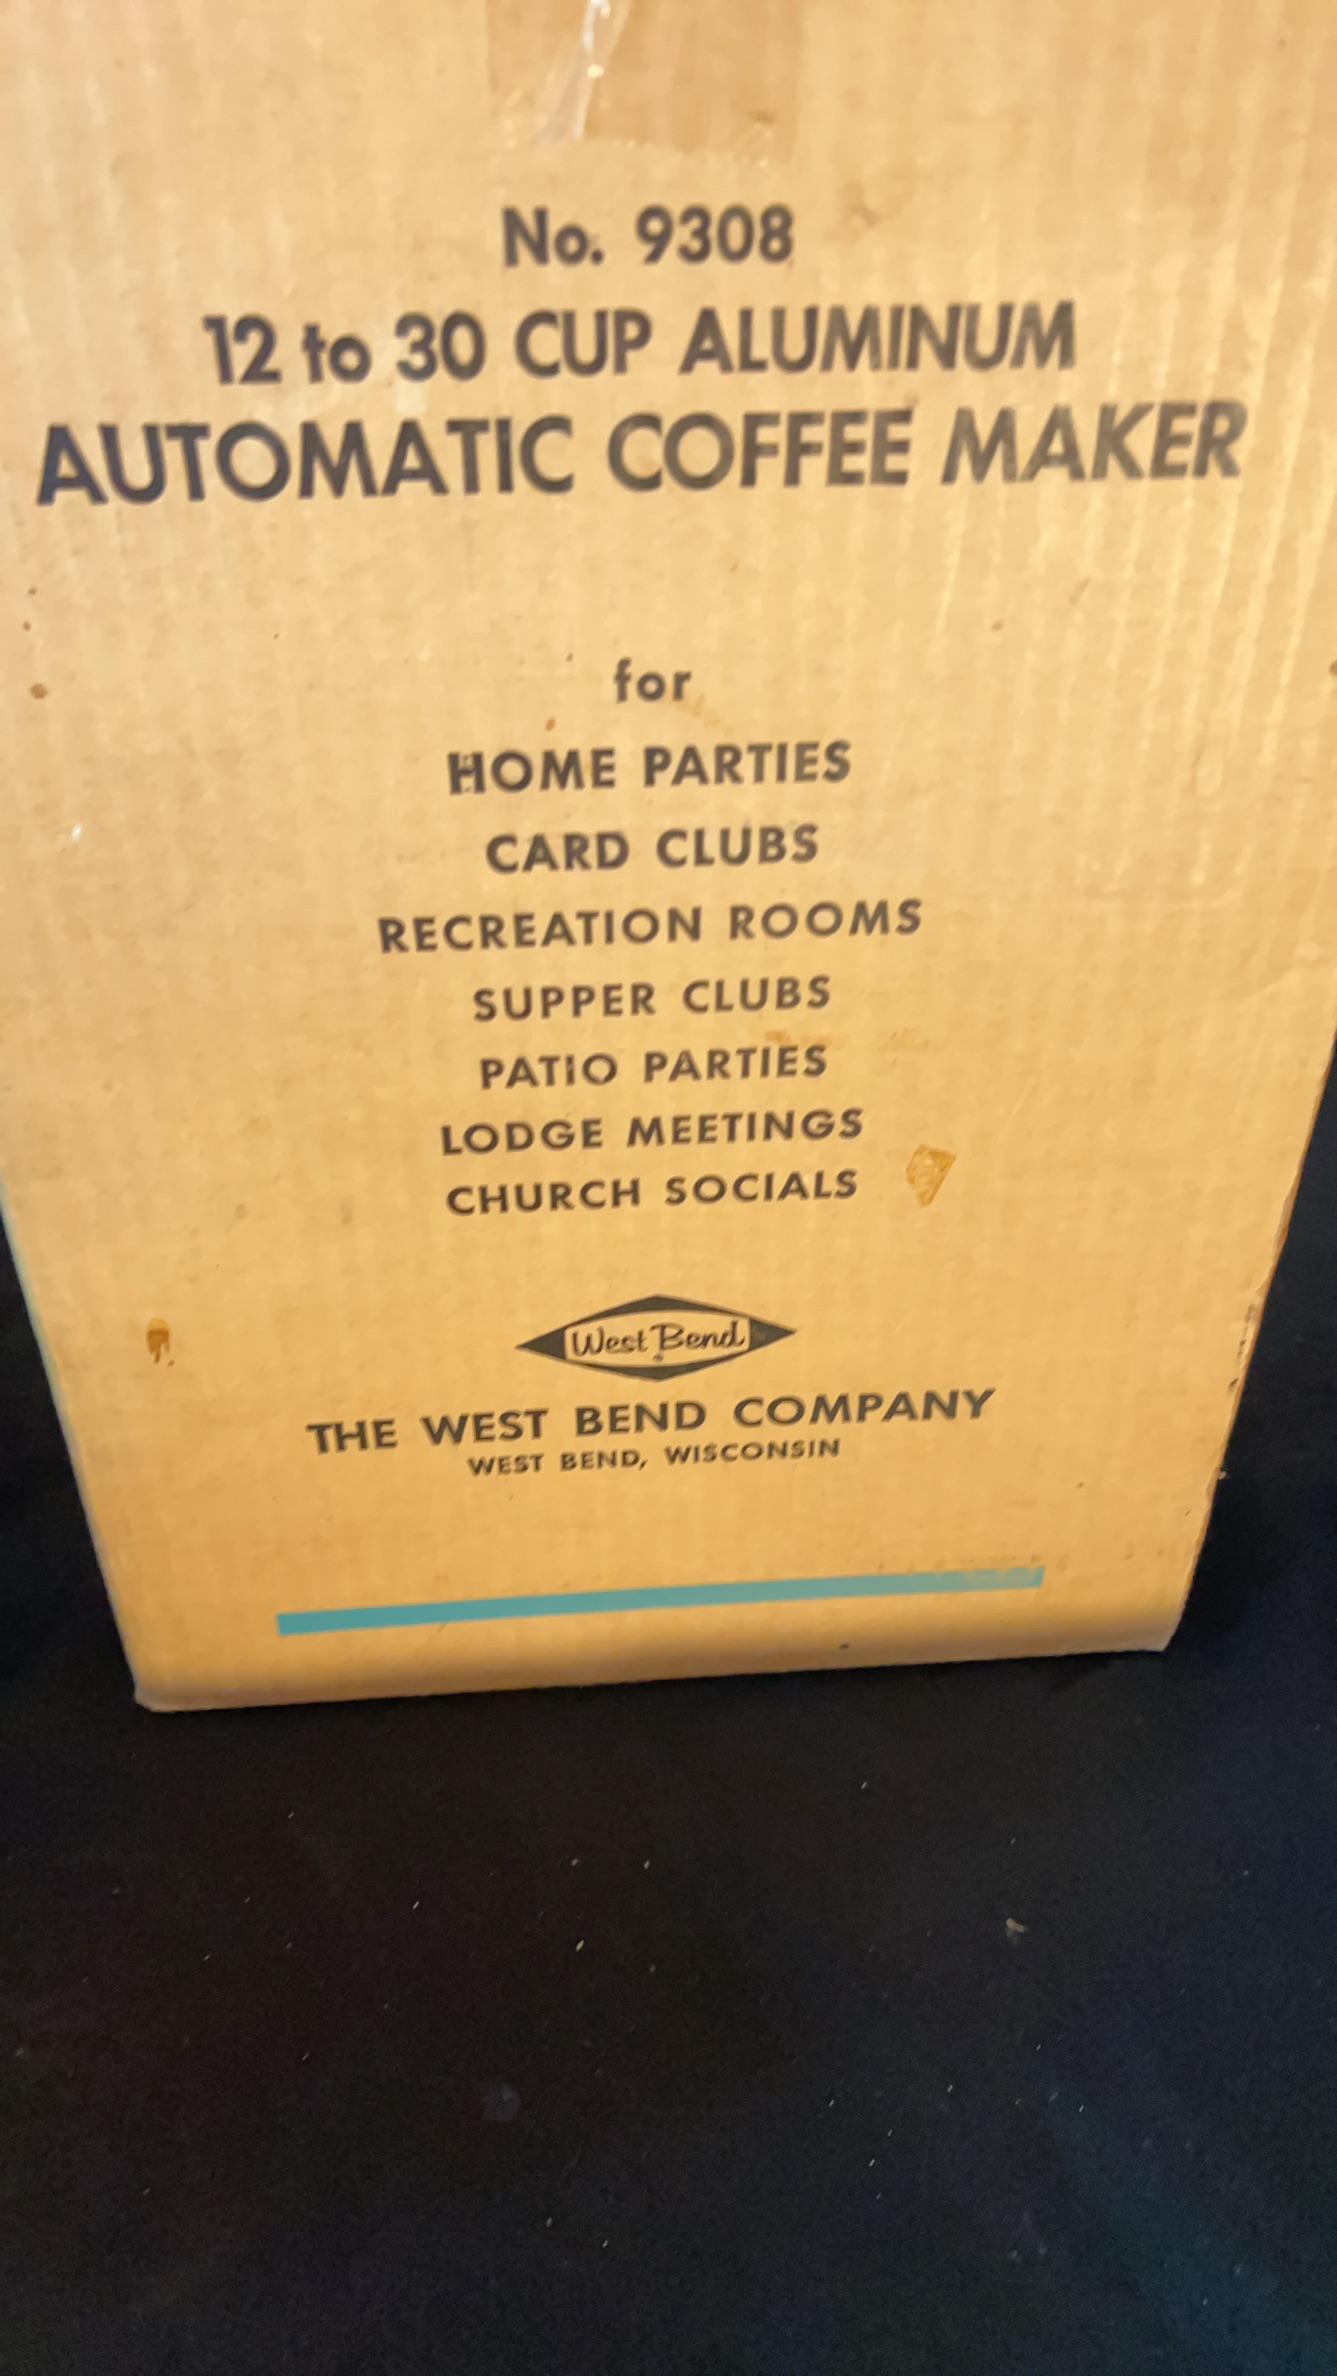 No. 9308
12 to 30 CUP ALUMINUM
AUTOMATIC COFFEE MAKER
for
HOME PARTIES
CARD CLUBS
RECREATION ROOMS
SUPPER CLUBS
PATIO PARTIES
LODGE MEETINGS
CHURCH SOCIALS
West Bend
THE WEST BEND COMPANY
WEST BEND, WISCONSIN